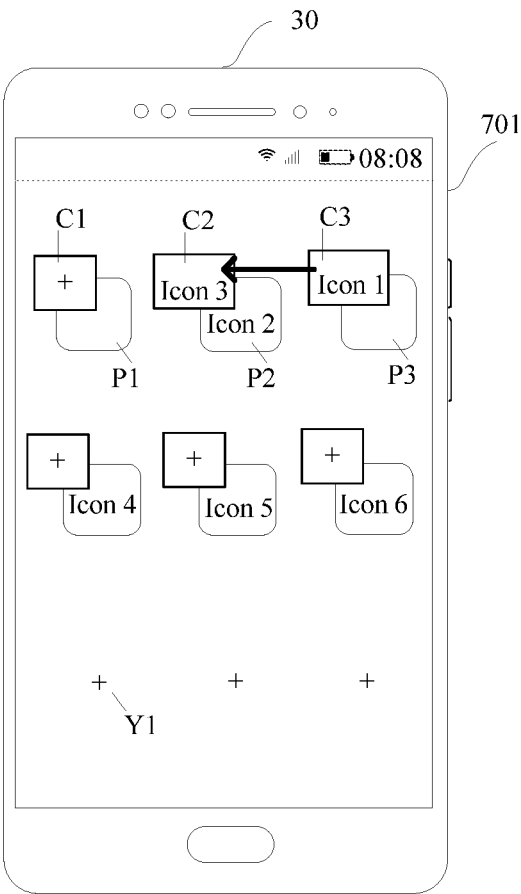 30
701
08:08
C1 C2 C3
+ Icon 3 Icon 1
Icon 2
P1 P2 P3
+ + +
Icon 4 Icon 5 Icon 6
+ + +
Y1